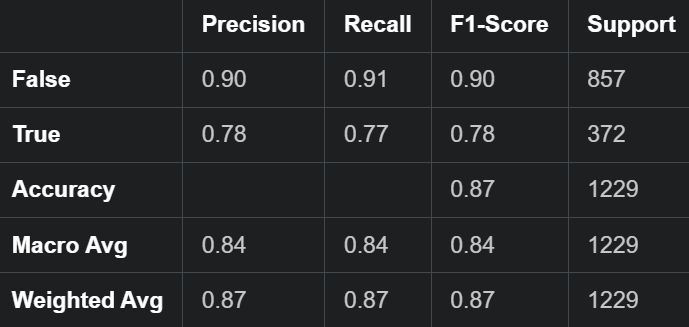 Precision Recall F1-Score Support
False 0.90 0.91 0.90 857
True 0.78 0.77 0.78 372
Accuracy 0.87 1229
Macro Avg 0.84 0.84 0.84 1229
Weighted Avg 0.87 0.87 0.87 1229